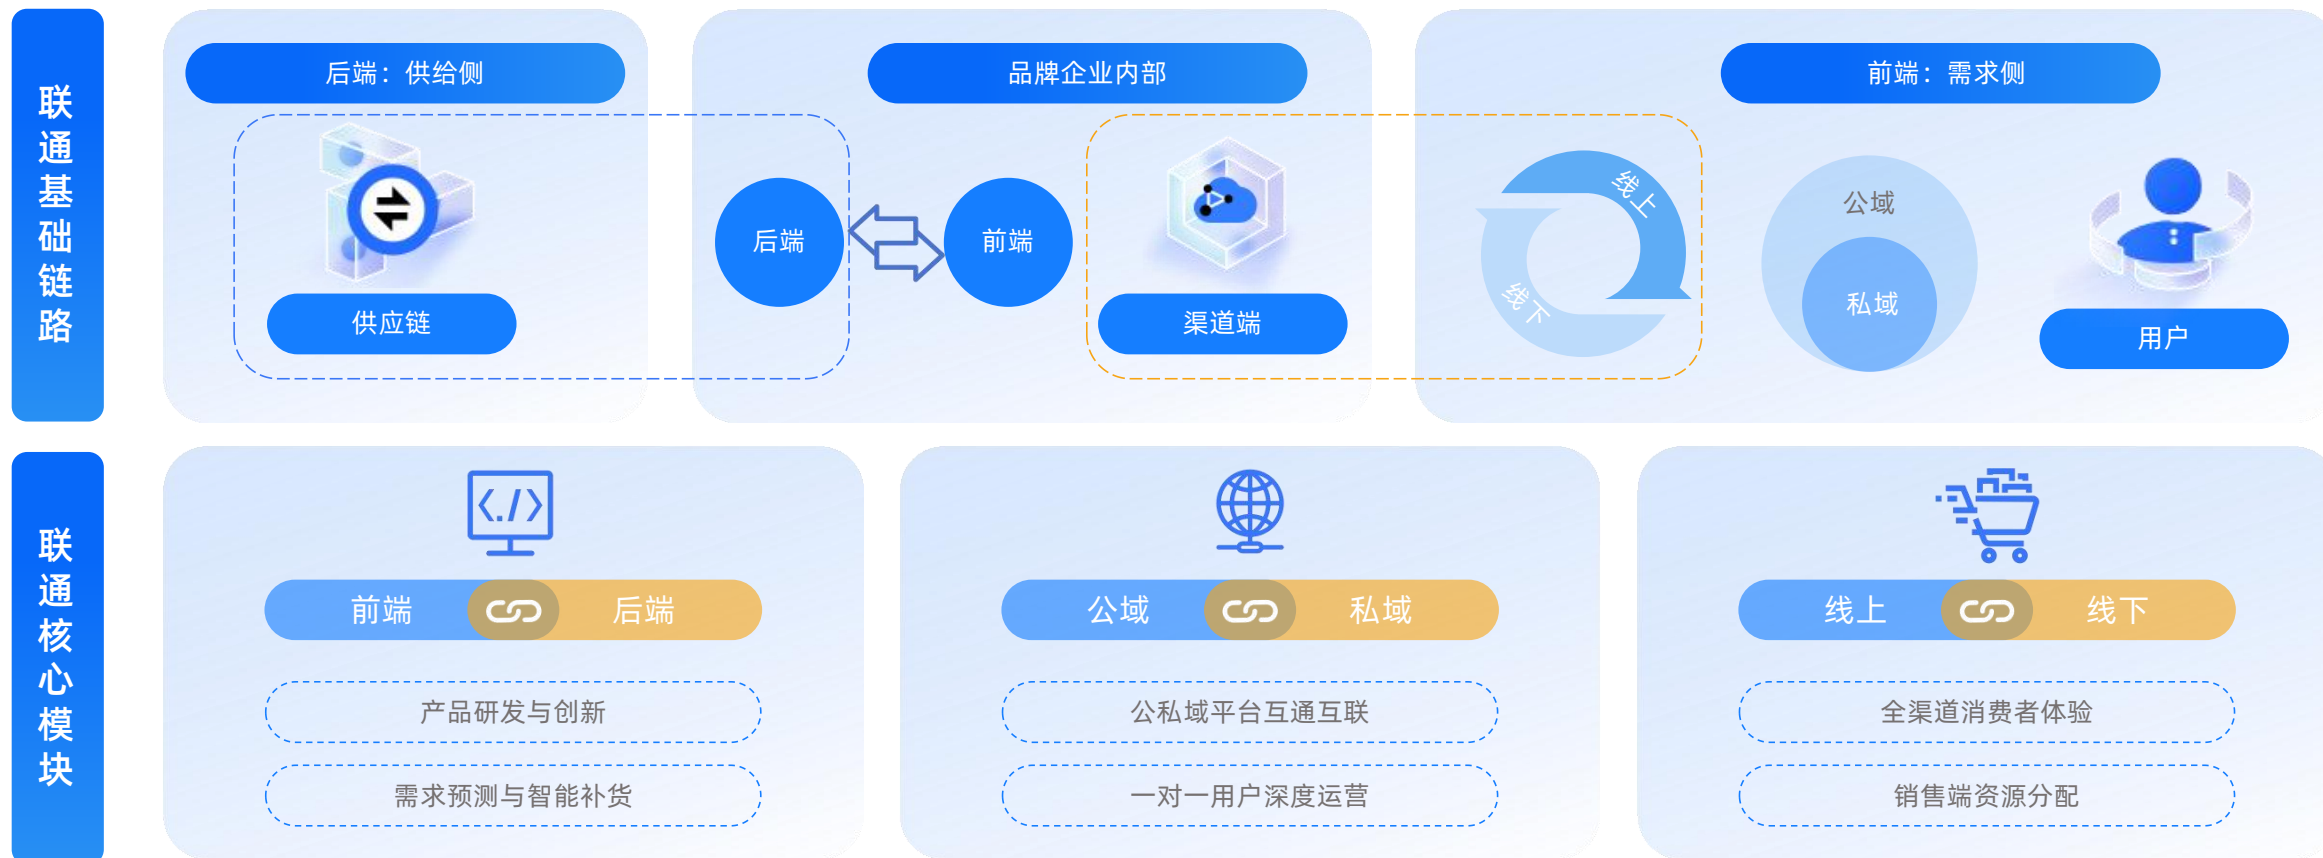 联通基础链路
后端：供给侧
品牌企业内部
前端：需求侧
供应链
后端
前端
渠道端
线上
线下
公域
私域
用户
联通核心模块
前端
后端
产品研发与创新
需求预测与智能补货
公域
私域
公私域平台互通互联
一对一用户深度运营
线上
线下
全渠道消费者体验
销售端资源分配